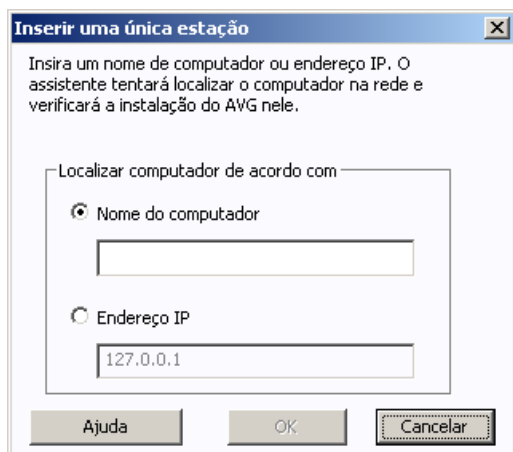 Inserir uma única estação
Insira um nome de computador ou endereço IP. O
assistente tentará localizar o computador na rede e
verificará a instalação do AVG nele.
Localizar computador de acordo com
Nome do computador
Endereço IP
127.0.0.1
Ajuda
OK
Cancelar